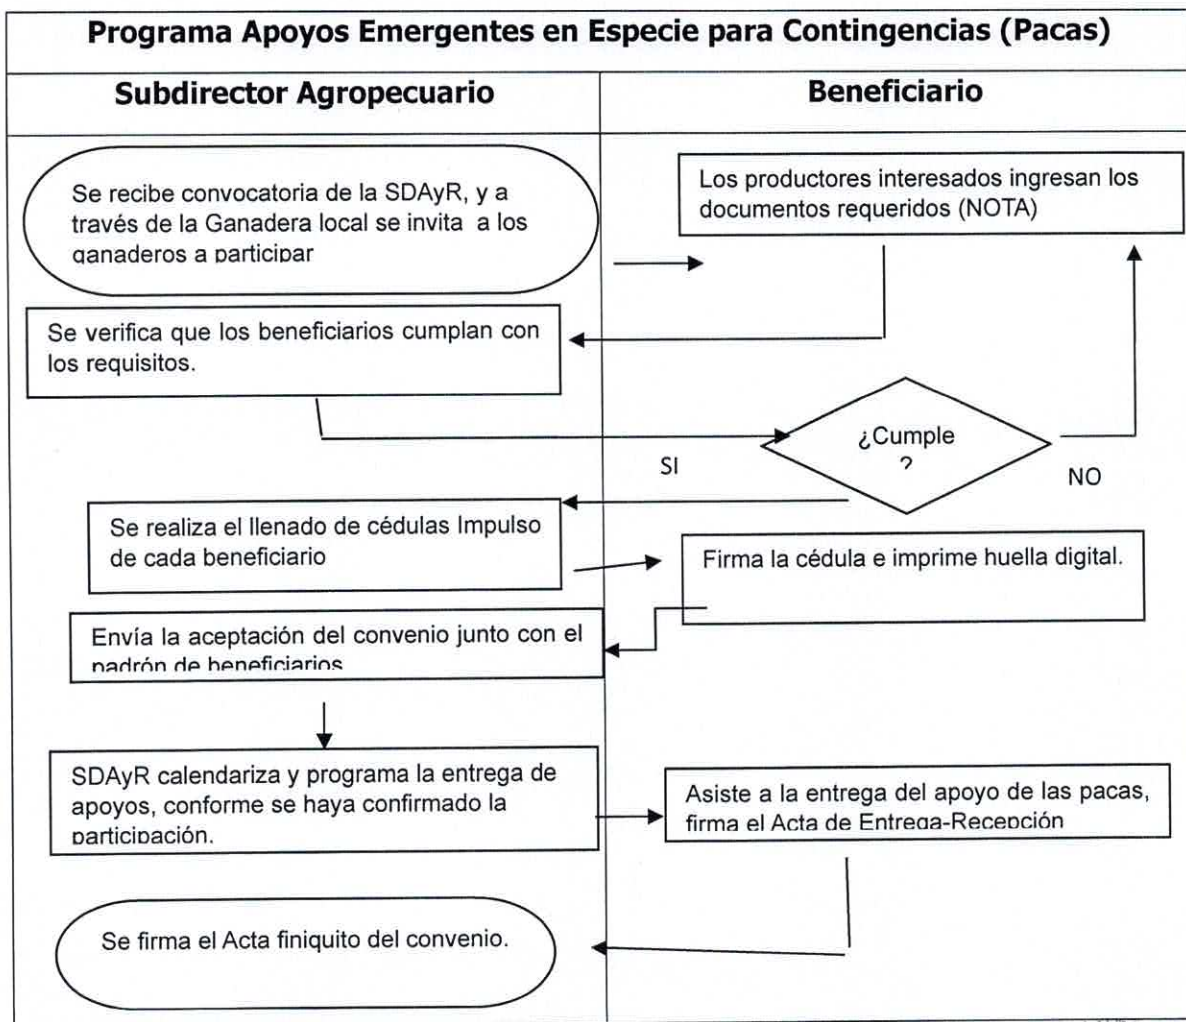 Programa Apoyos Emergentes en Especie para Contingencias (Pacas)
Subdirector Agropecuario
Beneficiario
Se recibe convocatoria de la SDAyR, y a
través de la Ganadera local se invita a los
ganaderos a participar
Los productores interesados ingresan los
documentos requeridos (NOTA)
Se verifica que los beneficiarios cumplan con
los requisitos.
¿Cumple
?
SI
NO
Se realiza el llenado de cédulas Impulso
de cada beneficiario
Firma la cédula e imprime huella digital.
Envía la aceptación del convenio junto con el
padrón de beneficiarios
SDAyR calendariza y programa la entrega de
apoyos, conforme se haya confirmado la
participación.
Asiste a la entrega del apoyo de las pacas,
firma el Acta de Entrega-Recepción
Se firma el Acta finiquito del convenio.